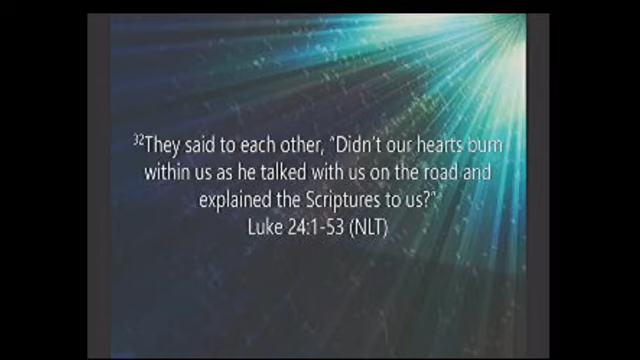 ³²They said to each other, "Didn't our hearts burn
within us as he talked with us on the road and
explained the Scriptures to us?"
Luke 24:1-53 (NLT)